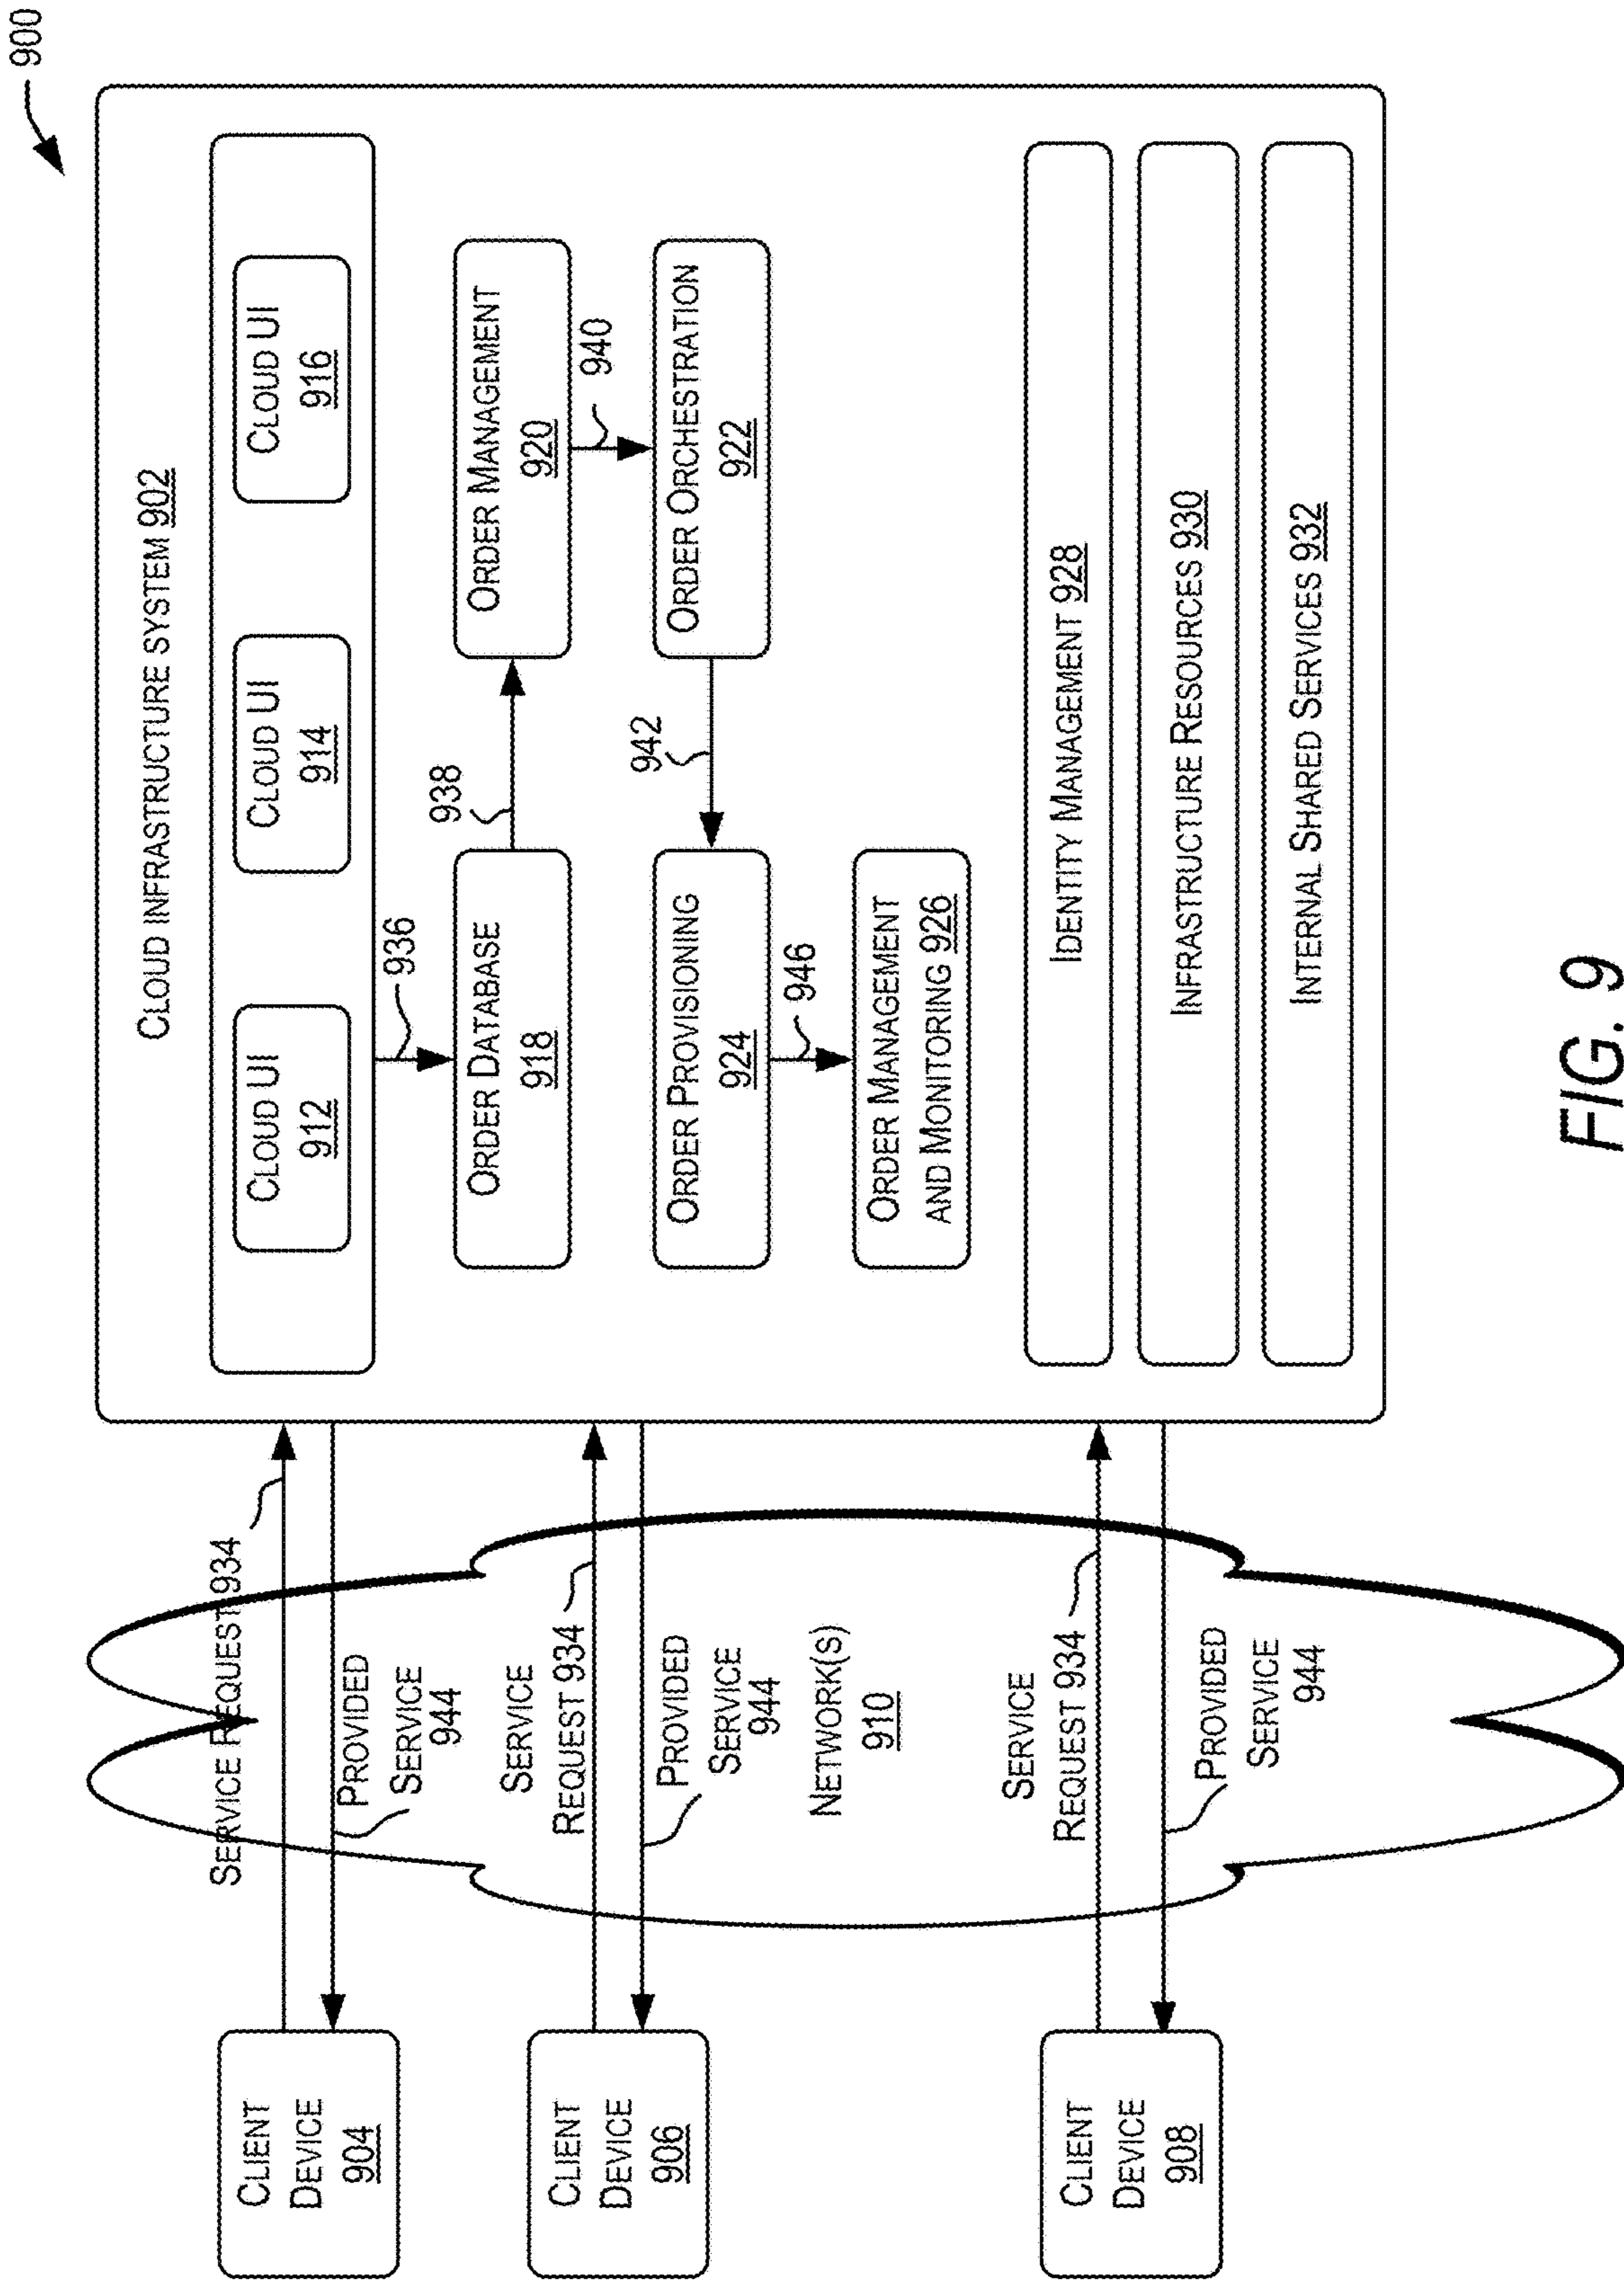 900
CLOUD INFRASTRUCTURE SYSTEM 902
CLOUD UI
912
CLOUD UI
914
CLOUD UI
916
936
ORDER DATABASE
918
938
ORDER MANAGEMENT
920
940
ORDER PROVISIONING
924
942
ORDER ORCHESTRATION
922
946
ORDER MANAGEMENT
AND MONITORING 926
IDENTITY MANAGEMENT 928
INFRASTRUCTURE RESOURCES 930
INTERNAL SHARED SERVICES 932
CLIENT
DEVICE
904
SERVICE REQUEST 934
PROVIDED
SERVICE
944
CLIENT
DEVICE
906
SERVICE
REQUEST 934
PROVIDED
SERVICE
944
NETWORK(S)
910
CLIENT
DEVICE
908
SERVICE
REQUEST 934
PROVIDED
SERVICE
944
FIG. 9